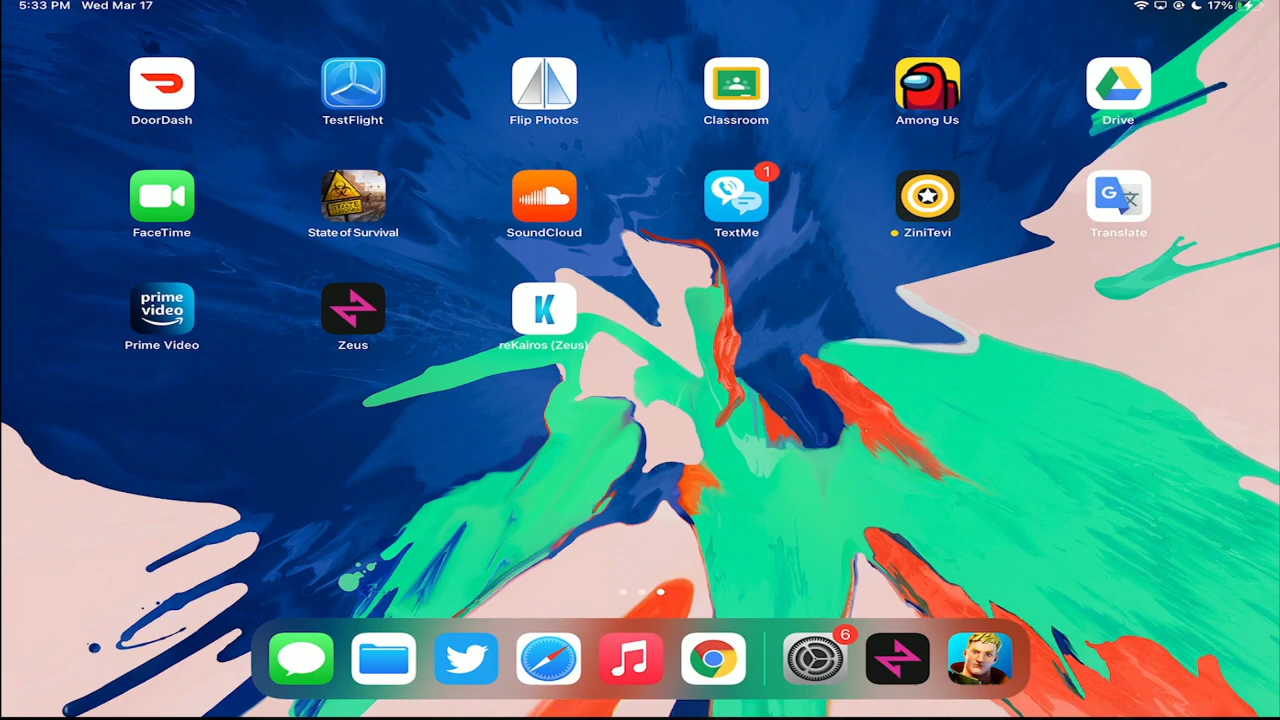 5:33 PM Wed Mar 17
17%
DoorDash
TestFlight
Flip Photos
Classroom
Among Us
Drive
1
FaceTime
STATE
State of Survival
SoundCloud
TextMe
G
ZiniTevi
Translate
prime
video
K
Prime Video
Zeus
reKairos (Zeus)
6